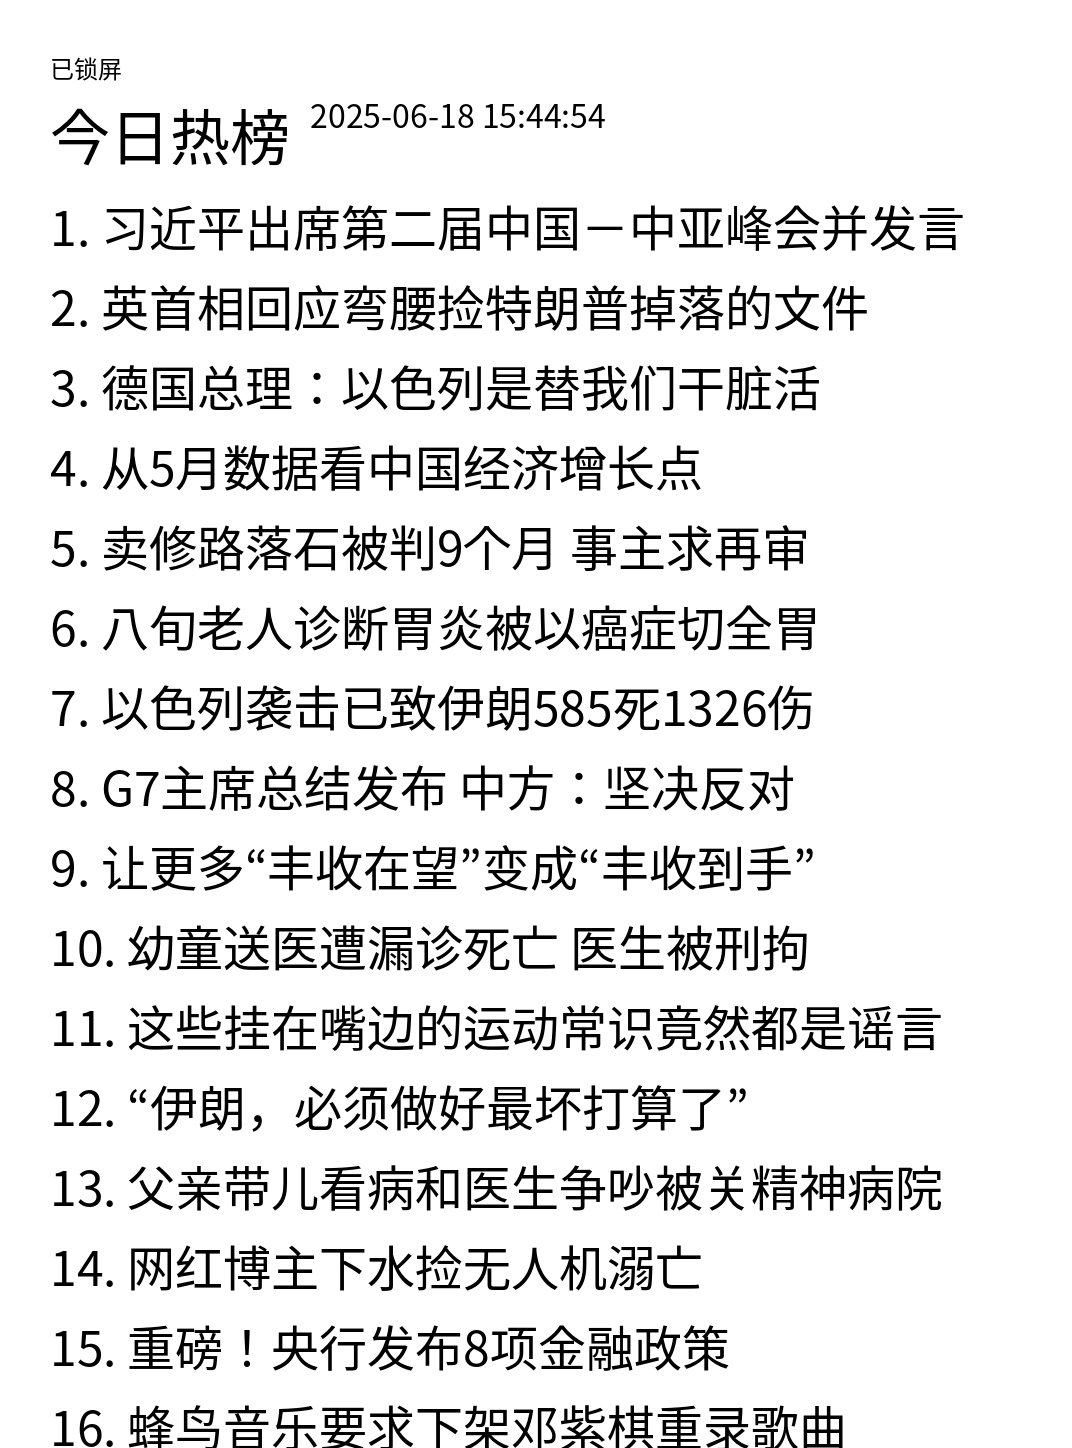 已锁屏
今日热榜 2025-06-18 15:44:54
1. 习近平出席第二届中国－中亚峰会并发言
2. 英首相回应弯腰捡特朗普掉落的文件
3. 德国总理：以色列是替我们干脏活
4. 从5月数据看中国经济增长点
5. 卖修路落石被判9个月 事主求再审
6. 八旬老人诊断胃炎被以癌症切全胃
7. 以色列袭击已致伊朗585死1326伤
8. G7主席总结发布 中方：坚决反对
9. 让更多“丰收在望”变成“丰收到手”
10. 幼童送医遭漏诊死亡 医生被刑拘
11. 这些挂在嘴边的运动常识竟然都是谣言
12. “伊朗，必须做好最坏打算了”
13. 父亲带儿看病和医生争吵被关精神病院
14. 网红博主下水捡无人机溺亡
15. 重磅！央行发布8项金融政策
16. 蜂鸟音乐要求下架邓紫棋重录歌曲